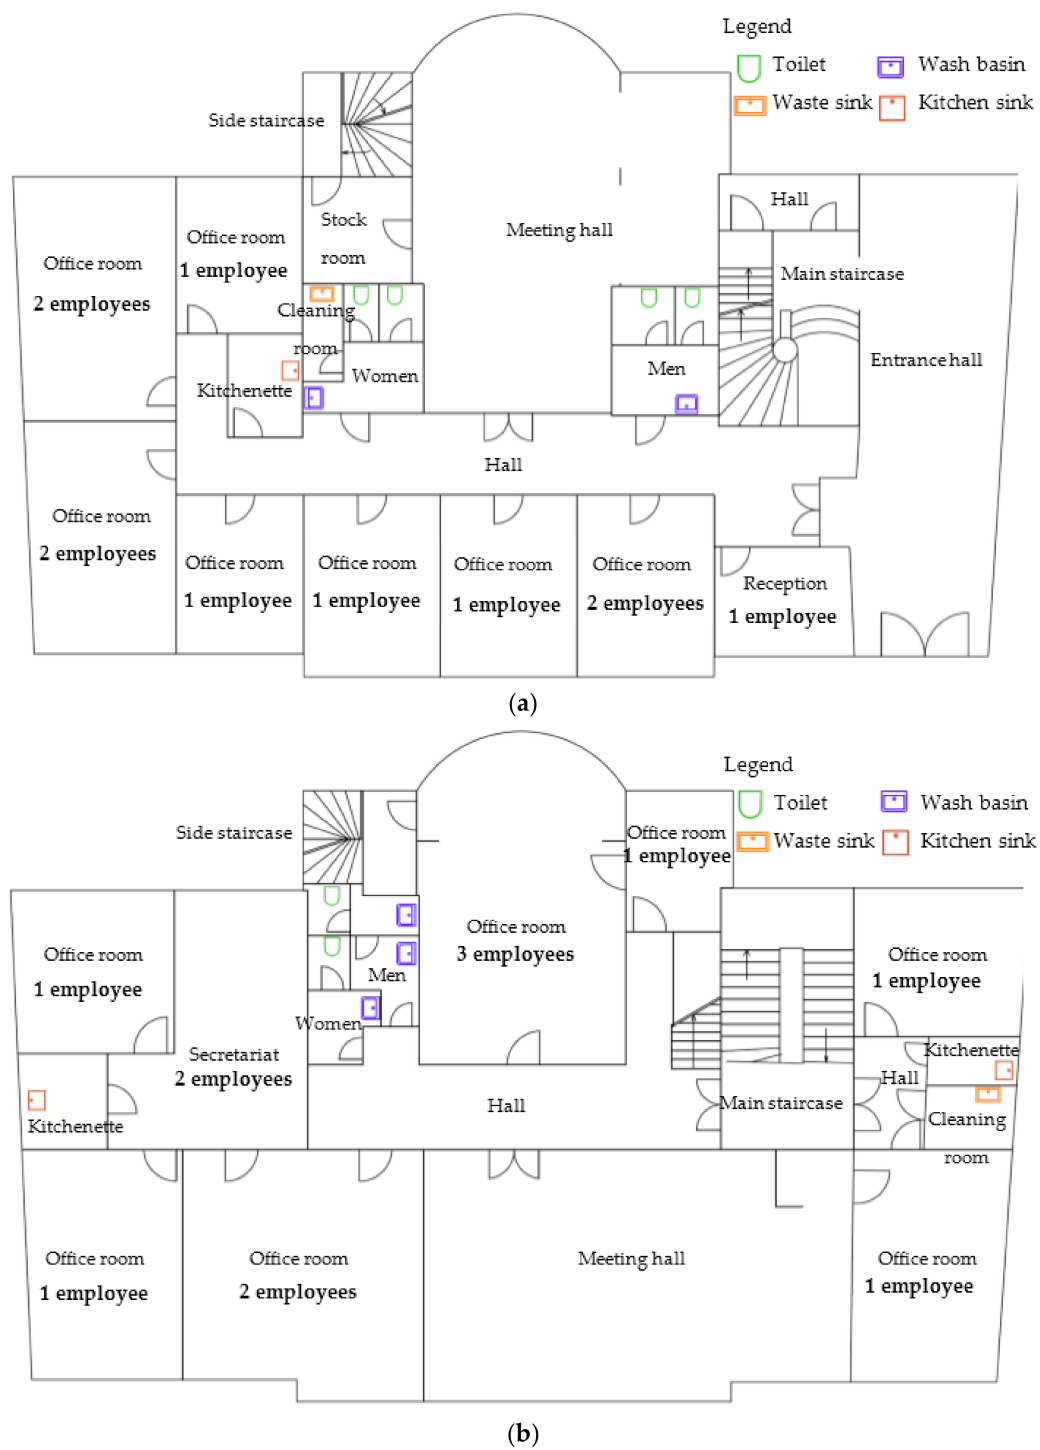 Legend
Toilet
Wash basin
Waste sink
Kitchen sink
Side staircase
Hall
Stock
room
Meeting hall
Office room
1 employee
Office room
2 employees
Main staircase
Cleaning
room
Women
Men
Entrance hall
Kitchenette
Hall
Office room
2 employees
Office room
1 employee
Office room
1 employee
Office room
1 employee
Office room
2 employees
Reception
1 employee
(a)
Legend
Toilet
Wash basin
Waste sink
Kitchen sink
Side staircase
Office room
1 employee
Office room
3 employees
Office room
1 employee
Office room
1 employee
Men
Women
Secretariat
2 employees
Kitchenette
Hall
Hall
Main staircase
Kitchenette
Cleaning
room
Office room
1 employee
Office room
2 employees
Meeting hall
Office room
1 employee
(b)